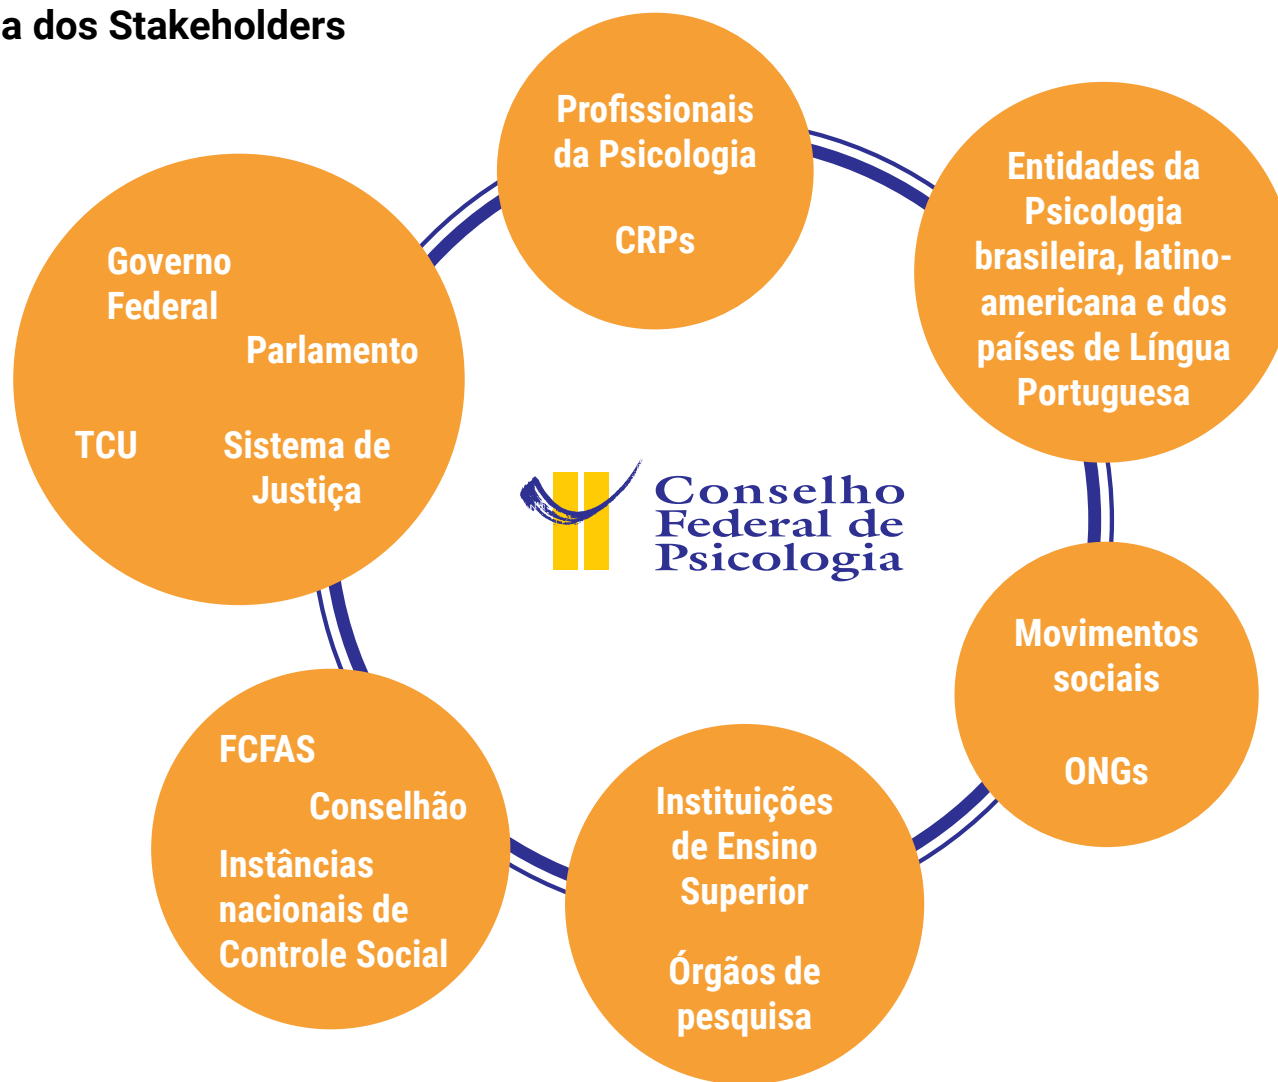 a dos Stakeholders
Profissionais
da Psicologia
CRPs
Entidades da
Psicologia
brasileira, latino-
americana e dos
países de Língua
Portuguesa
Governo
Federal
Parlamento
TCU
Sistema de
Justiça
Conselho
Federal de
Psicologia
Movimentos
sociais
ONGs
FCFAS
Conselhão
Instâncias
nacionais de
Controle Social
Instituições
de Ensino
Superior
Órgãos de
pesquisa